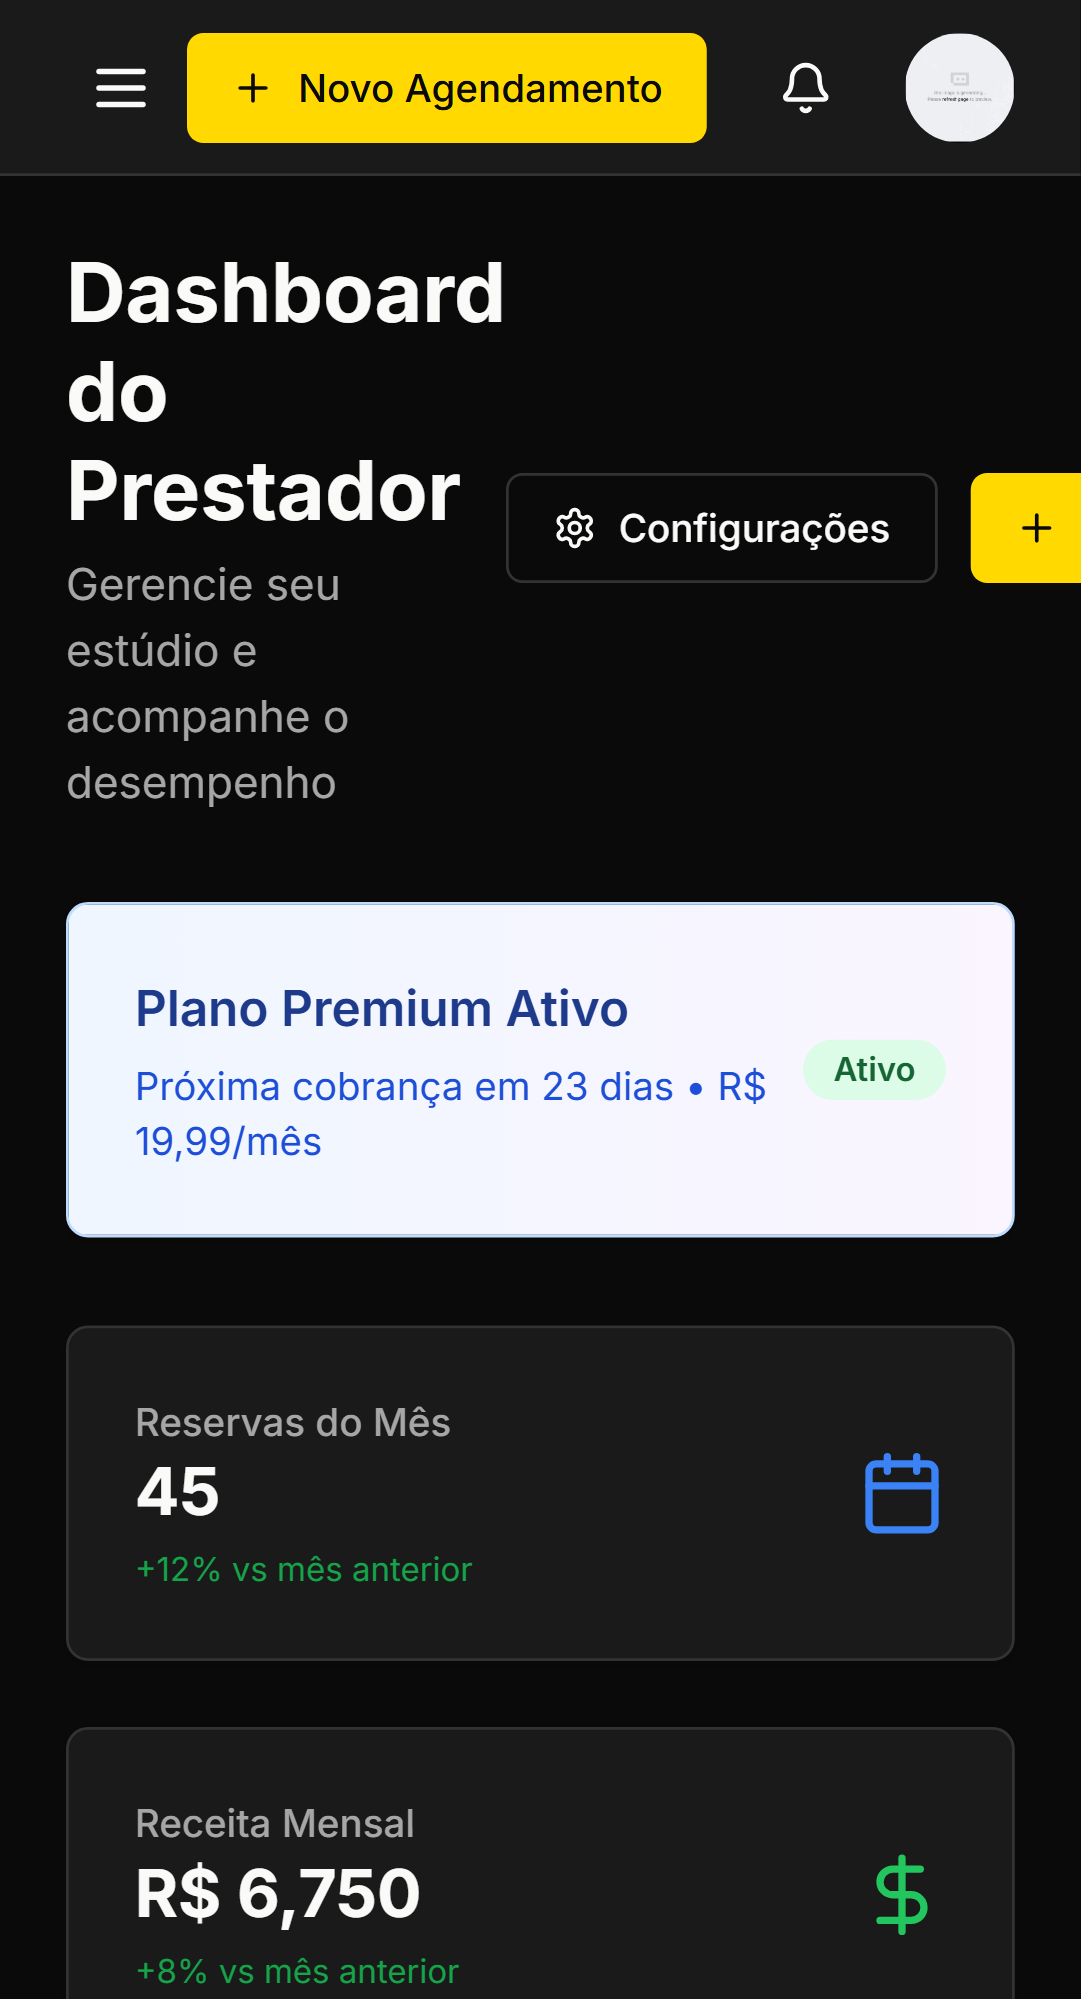 Novo Agendamento
Dashboard
do
Prestador
Gerencie seu
estúdio e
acompanhe o
desempenho
Configurações
Plano Premium Ativo
Próxima cobrança em 23 dias • R$
19,99/mês
Ativo
Reservas do Mês
45
+12% vs mês anterior
Receita Mensal
R$ 6,750
+8% vs mês anterior